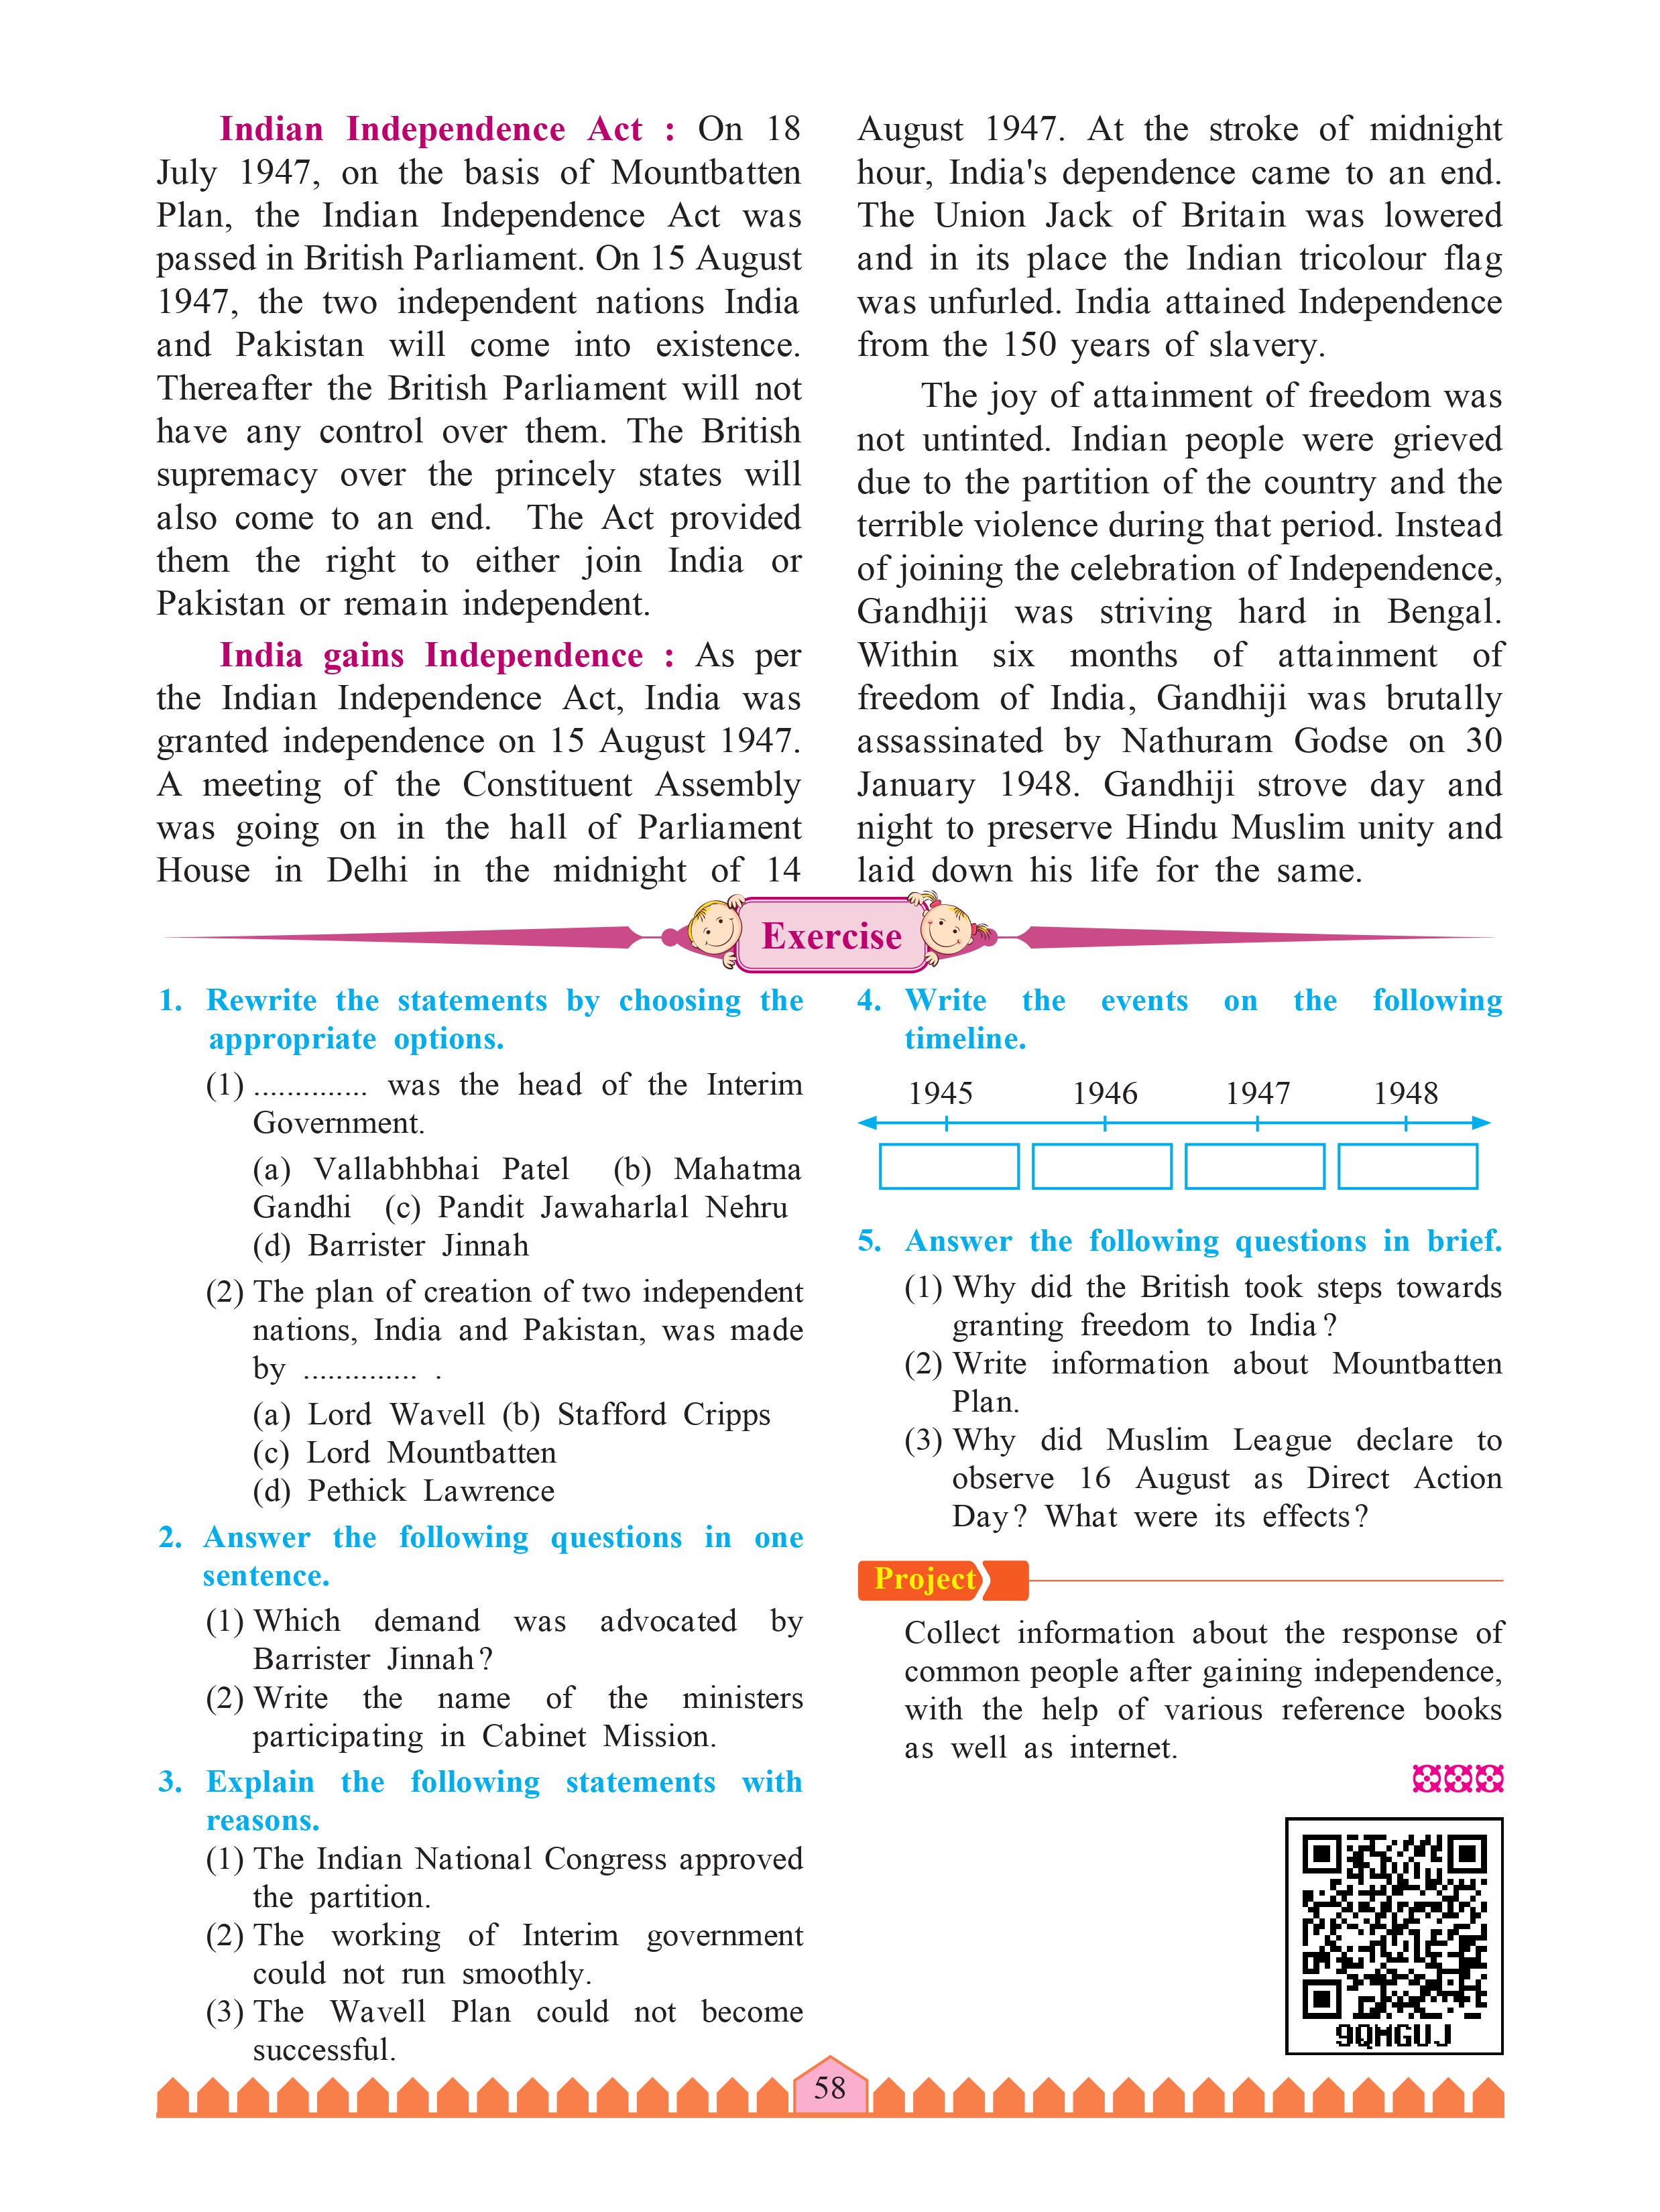 Indian Independence Act : On 18
July 1947, on the basis of Mountbatten
Plan, the Indian Independence Act was
passed in British Parliament. On 15 August
1947, the two independent nations India
and Pakistan will come into existence.
Thereafter the British Parliament will not
have any control over them. The British
supremacy over the princely states will
also come to an end. The Act provided
them the right to either join India or
Pakistan or remain independent.
India gains Independence : As per
the Indian Independence Act, India was
granted independence on 15 August 1947.
A meeting of the Constituent Assembly
was going on in the hall of Parliament
House in Delhi in the midnight of 14
August 1947. At the stroke of midnight
hour, India's dependence came to an end.
The Union Jack of Britain was lowered
and in its place the Indian tricolour flag
was unfurled. India attained Independence
from the 150 years of slavery.
The joy of attainment of freedom was
not untinted. Indian people were grieved
due to the partition of the country and the
terrible violence during that period. Instead
of joining the celebration of Independence,
Gandhiji was striving hard in Bengal.
Within six months of attainment of
freedom of India, Gandhiji was brutally
assassinated by Nathuram Godse on 30
January 1948. Gandhiji strove day and
night to preserve Hindu Muslim unity and
laid down his life for the same.
Exercise
1. Rewrite the statements by choosing the
appropriate options.
(1) .............. was the head of the Interim
Government.
(a) Vallabhbhai Patel (b) Mahatma
Gandhi (c) Pandit Jawaharlal Nehru
(d) Barrister Jinnah
(2) The plan of creation of two independent
nations, India and Pakistan, was made
by .............. .
(a) Lord Wavell (b) Stafford Cripps
(c) Lord Mountbatten
(d) Pethick Lawrence
2. Answer the following questions in one
sentence.
(1) Which demand was advocated by
Barrister Jinnah?
(2) Write the name of the ministers
participating in Cabinet Mission.
3. Explain the following statements with
reasons.
(1) The Indian National Congress approved
the partition.
(2) The working of Interim government
could not run smoothly.
(3) The Wavell Plan could not become
successful.
4. Write the events on the following
timeline.
1945 1946 1947 1948
5. Answer the following questions in brief.
(1) Why did the British took steps towards
granting freedom to India?
(2) Write information about Mountbatten
Plan.
(3) Why did Muslim League declare to
observe 16 August as Direct Action
Day? What were its effects?
Project
Collect information about the response of
common people after gaining independence,
with the help of various reference books
as well as internet.
9QMGUJ
58